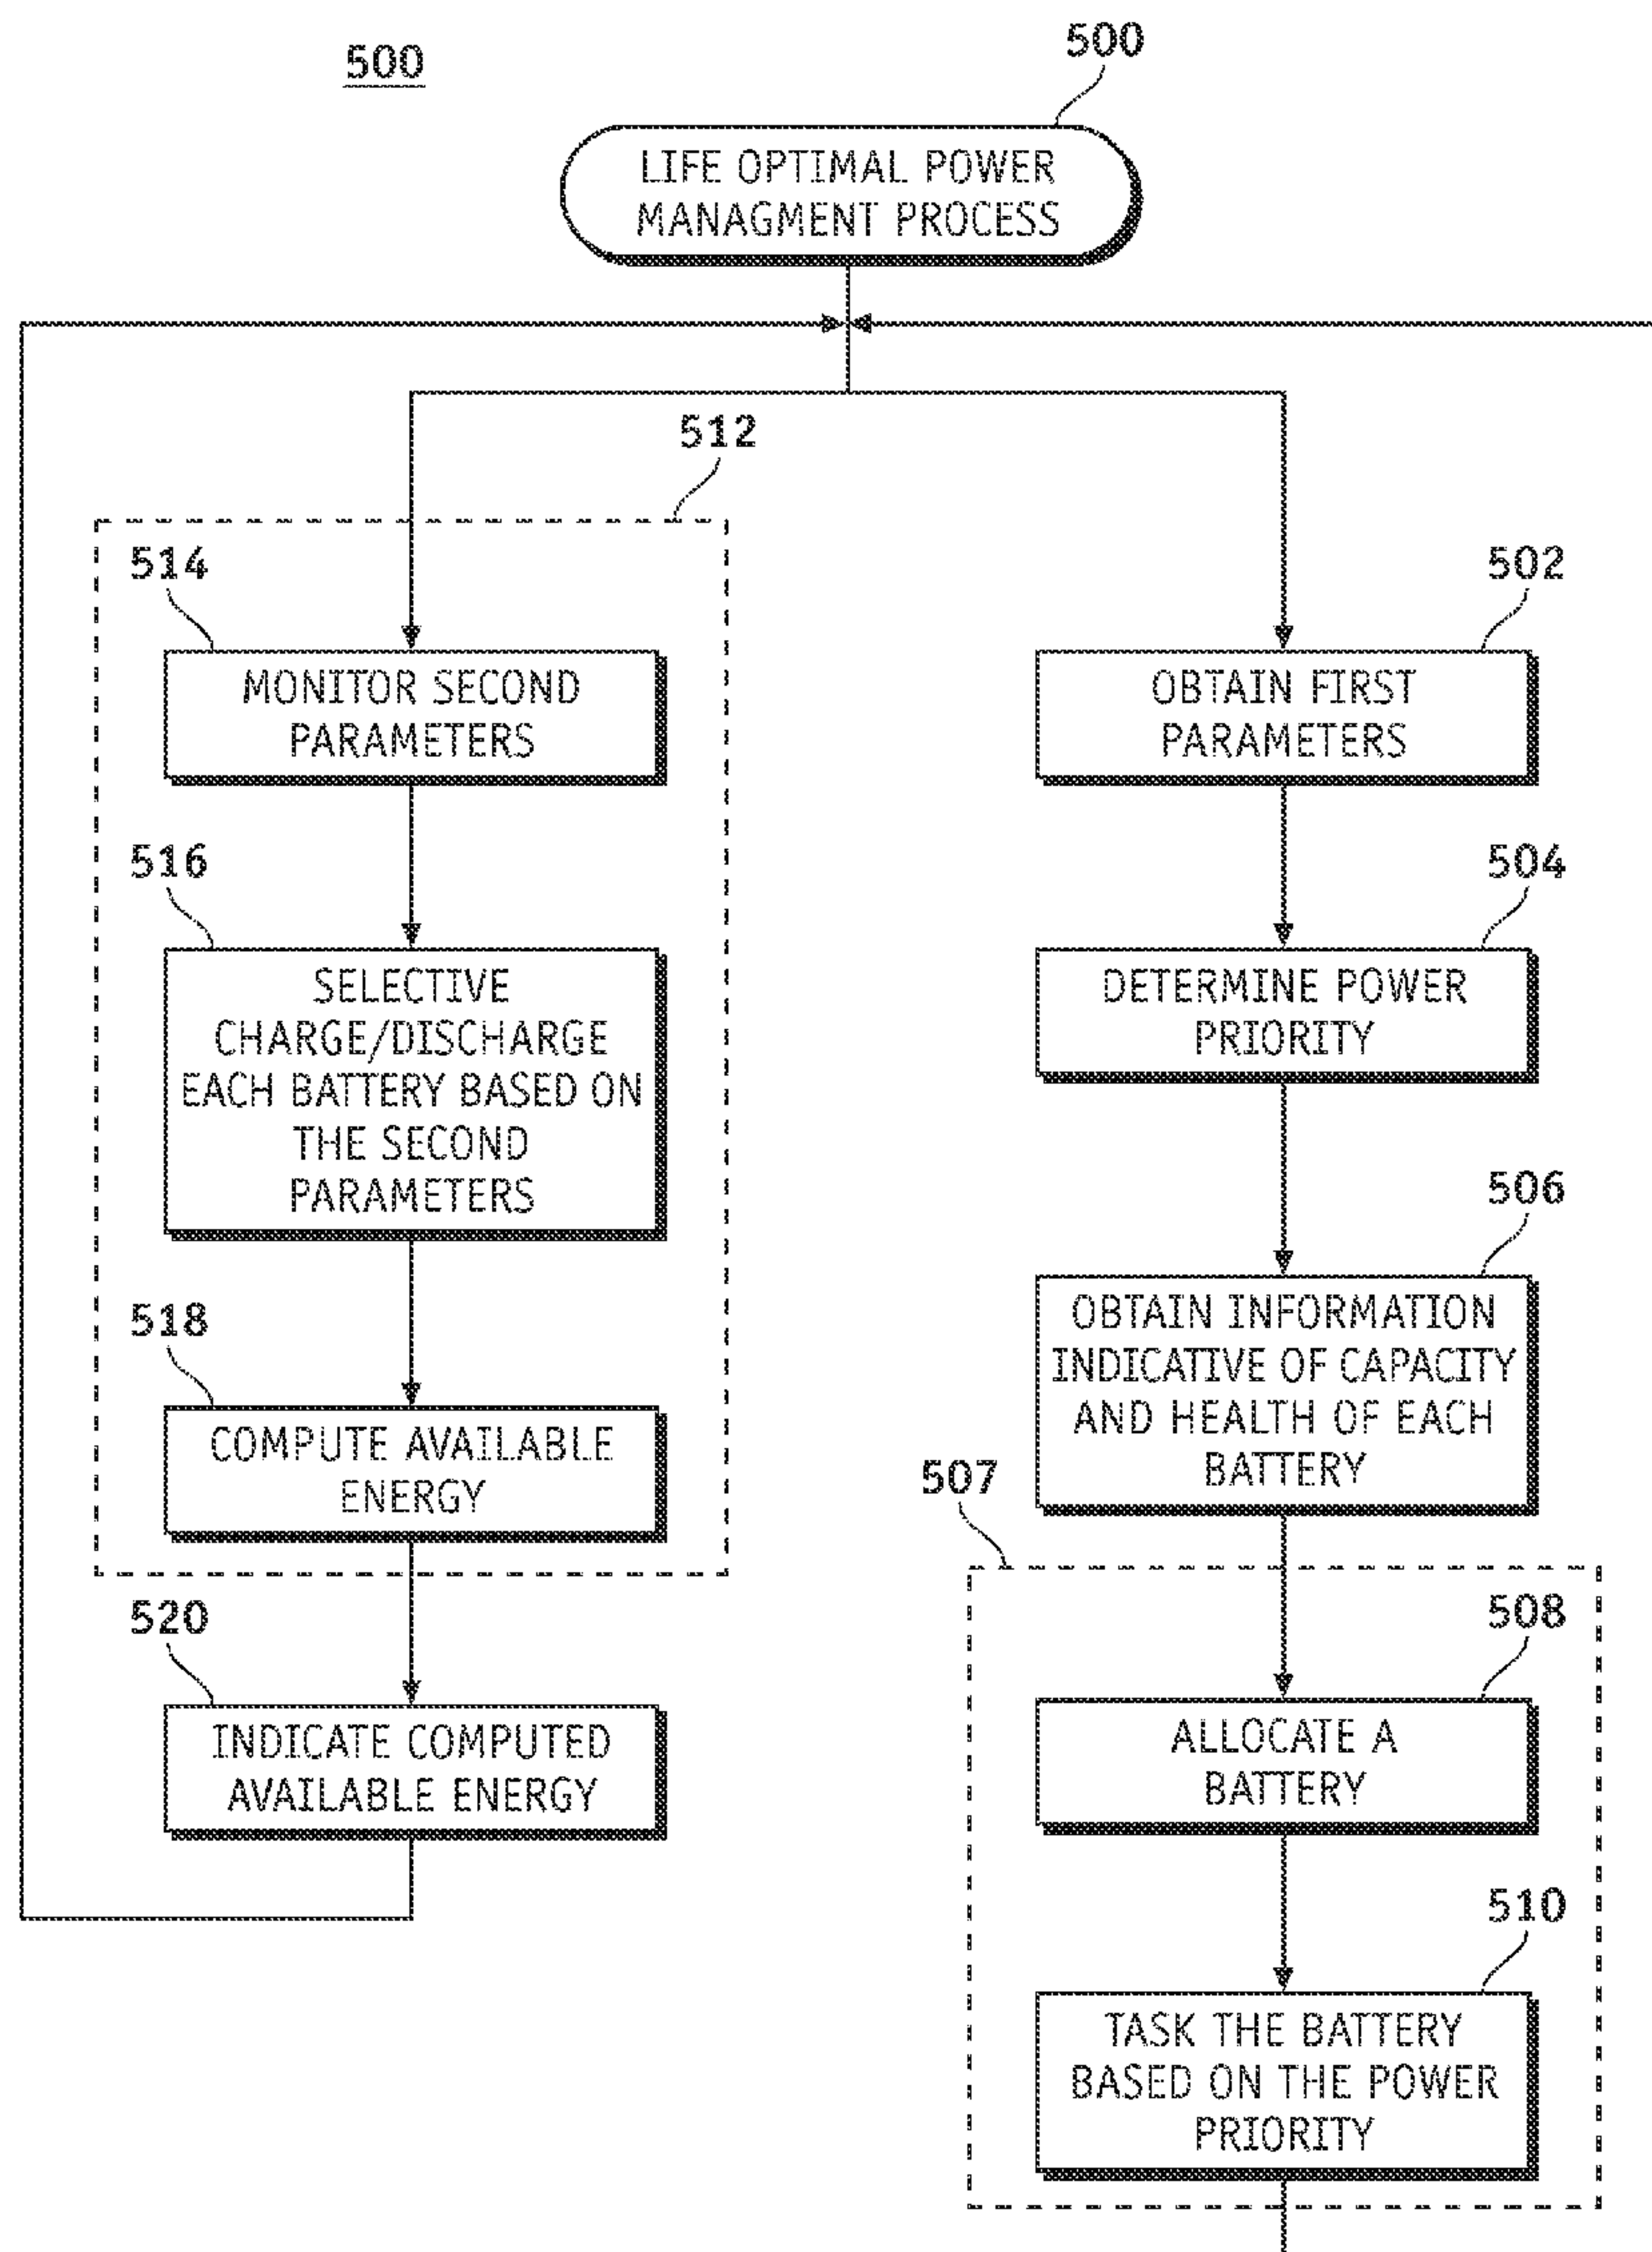 500
500
LIFE OPTIMAL POWER
MANAGMENT PROCESS
512
514
MONITOR SECOND
PARAMETERS
516
SELECTIVE
CHARGE/DISCHARGE
EACH BATTERY BASED ON
THE SECOND
PARAMETERS
518
COMPUTE AVAILABLE
ENERGY
520
INDICATE COMPUTED
AVAILABLE ENERGY
502
OBTAIN FIRST
PARAMETERS
504
DETERMINE POWER
PRIORITY
506
OBTAIN INFORMATION
INDICATIVE OF CAPACITY
AND HEALTH OF EACH
BATTERY
507
508
ALLOCATE A
BATTERY
510
TASK THE BATTERY
BASED ON THE POWER
PRIORITY